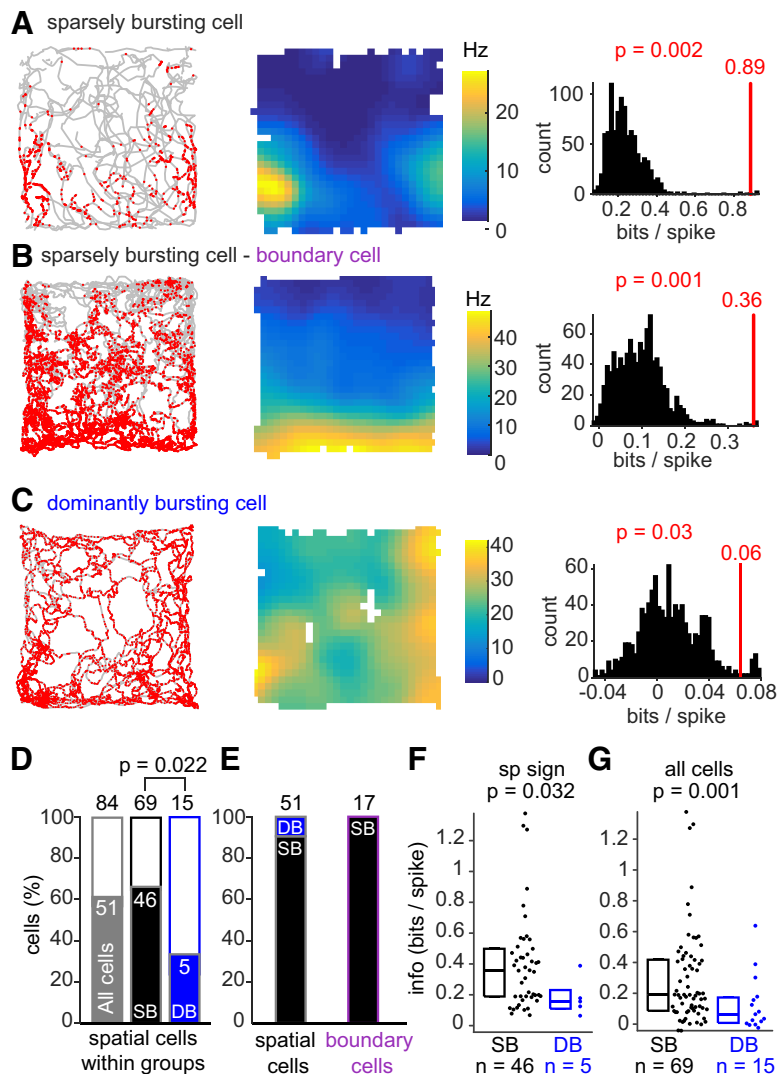 A sparsely bursting cell
Hz
20
10
0
p = 0.002
0.89
100
50
0
count
0.2 0.4 0.6 0.8
bits / spike
B sparsely bursting cell - boundary cell
Hz
40
30
20
10
0
p = 0.001
0.36
60
40
20
0
count
0 0.1 0.2 0.3
bits / spike
C dominantly bursting cell
40
30
20
10
0
p = 0.03
0.06
60
40
20
0
count
-0.04 0 0.04 0.08
bits / spike
D
p = 0.022
84 69 15
100
80
60
40
20
0
cells (%)
51 46 5
All cells SB DB
spatial cells
within groups
E
51 17
100
80
60
40
20
0
DB SB
SB
spatial
cells
boundary
cells
F
sp sign
p = 0.032
1.2
1
0.8
0.6
0.4
0.2
0
info (bits / spike)
SB DB
n = 46 n = 5
G
all cells
p = 0.001
1.2
1
0.8
0.6
0.4
0.2
0
SB DB
n = 69 n = 15